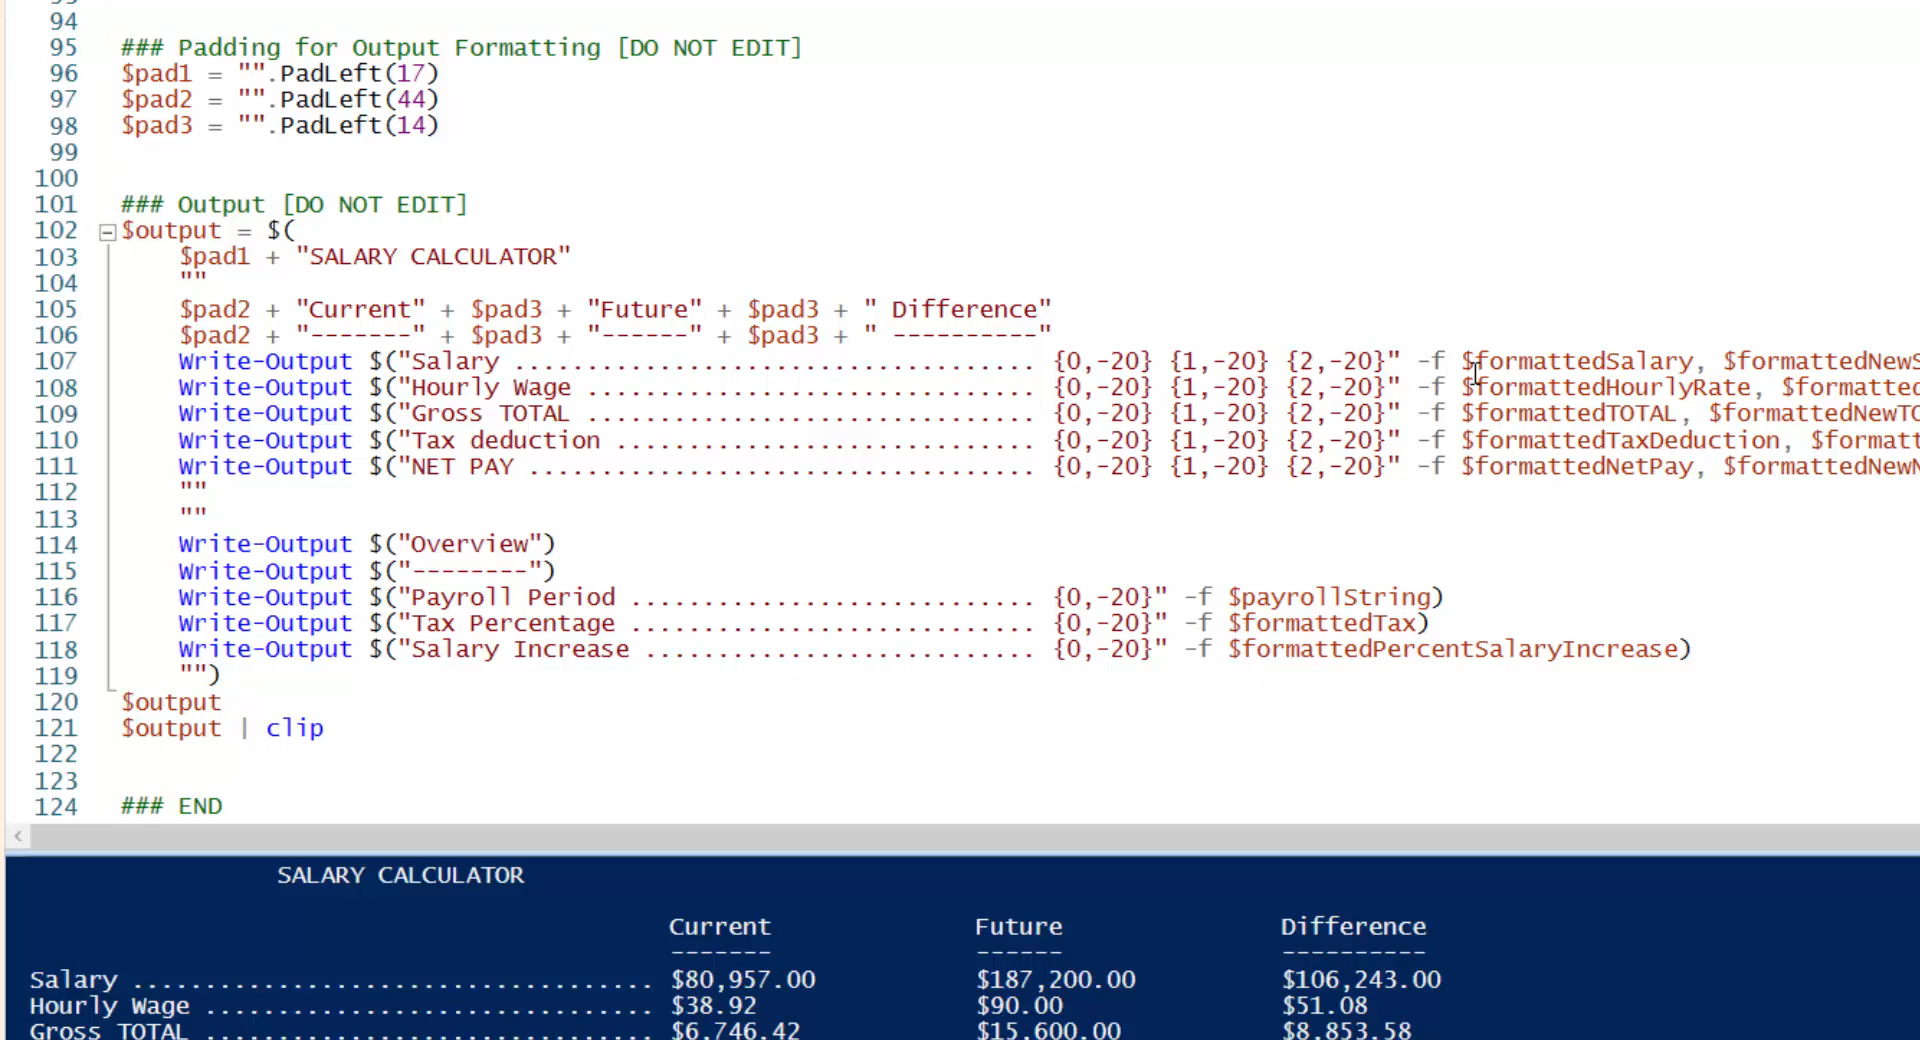 94
95 ### Padding for Output Formatting [DO NOT EDIT]
96 $pad1 = "".PadLeft(17)
97 $pad2 = "".PadLeft(44)
98 $pad3 = "".PadLeft(14)
99
100
101 ### Output [DO NOT EDIT]
102 $output = $(
103 $pad1 + "SALARY CALCULATOR"
104 ""
105 $pad2 + "Current" + $pad3 + "Future" + $pad3 + " Difference"
106 $pad2 + "-------" + $pad3 + "------" + $pad3 + " ----------"
107 Write-Output $("Salary .................................... {0,-20} {1,-20} {2,-20}" -f $formattedSalary, $formattedNewS
108 Write-Output $("Hourly Wage ............................... {0,-20} {1,-20} {2,-20}" -f $formattedHourlyRate, $formatted
109 Write-Output $("Gross TOTAL ............................... {0,-20} {1,-20} {2,-20}" -f $formattedTOTAL, $formattedNewTO
110 Write-Output $("Tax deduction ............................. {0,-20} {1,-20} {2,-20}" -f $formattedTaxDeduction, $formatt
111 Write-Output $("NET PAY ................................... {0,-20} {1,-20} {2,-20}" -f $formattedNetPay, $formattedNewN
112 ""
113 ""
114 Write-Output $("Overview")
115 Write-Output $("--------")
116 Write-Output $("Payroll Period ............................ {0,-20}" -f $payrollString)
117 Write-Output $("Tax Percentage ............................ {0,-20}" -f $formattedTax)
118 Write-Output $("Salary Increase ........................... {0,-20}" -f $formattedPercentSalaryIncrease)
119 "")
120 $output
121 $output | clip
122
123
124 ### END
SALARY CALCULATOR
Current Future Difference
------- ------ ----------
Salary .................................... $80,957.00 $187,200.00 $106,243.00
Hourly Wage ............................... $38.92 $90.00 $51.08
Gross TOTAL ............................... $6,746.42 $15,600.00 $8,853.58